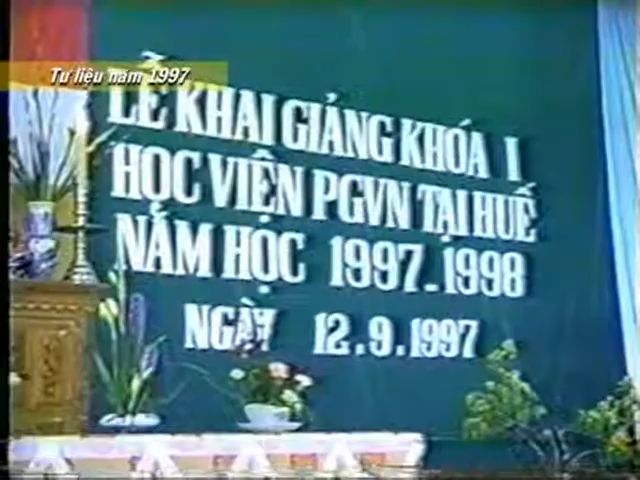 Tư liệu năm 1997
LỄ KHAI GIẢNG KHÓA I
HỌC VIỆN PGVN TẠI HUẾ
NĂM HỌC 1997-1998
NGÀY 12.9.1997